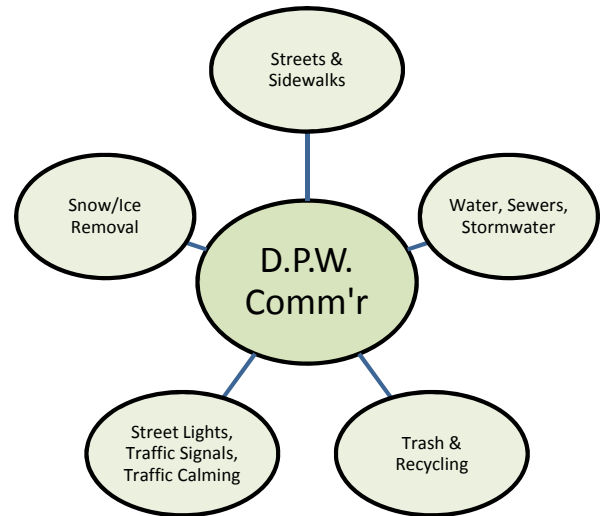 Streets &
Sidewalks
Snow/Ice
Removal
Water, Sewers,
Stormwater
D.P.W.
Comm'r
Street Lights,
Traffic Signals,
Traffic Calming
Trash &
Recycling